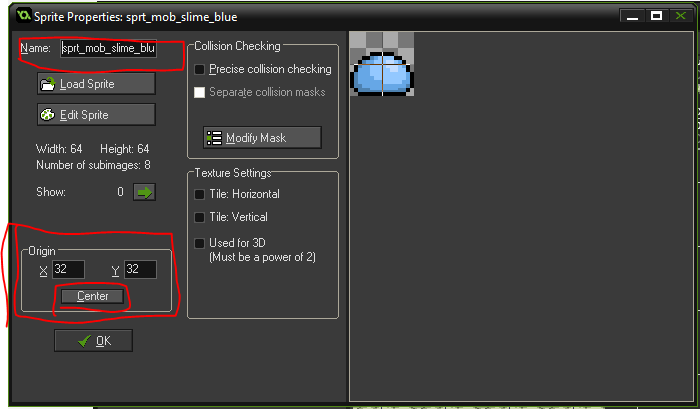 Sprite Properties: sprt_mob_slime_blue
Name: sprt_mob_slime_blu
Load Sprite
Edit Sprite
Width: 64 Height: 64
Number of subimages: 8
Show: 0
Origin
X 32 Y 32
Center
OK
Collision Checking
Precise collision checking
Separate collision masks
Modify Mask
Texture Settings
Tile: Horizontal
Tile: Vertical
Used for 3D
(Must be a power of 2)